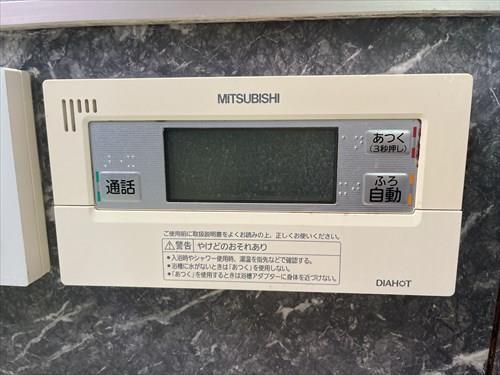 MITSUBISHI
あつく
(3秒押し)
通話
ふろ
自動
ご使用前に取扱説明書をよくお読みの上、正しくお使いください。
⚠警告 やけどのおそれあり
●入浴時やシャワー使用時、湯温を指先などで確認する。
●浴槽に水がないときは「あつく」を使用しない。
●「あつく」を使用するときは浴槽アダプターに身体を近づけない。
DIAHOT